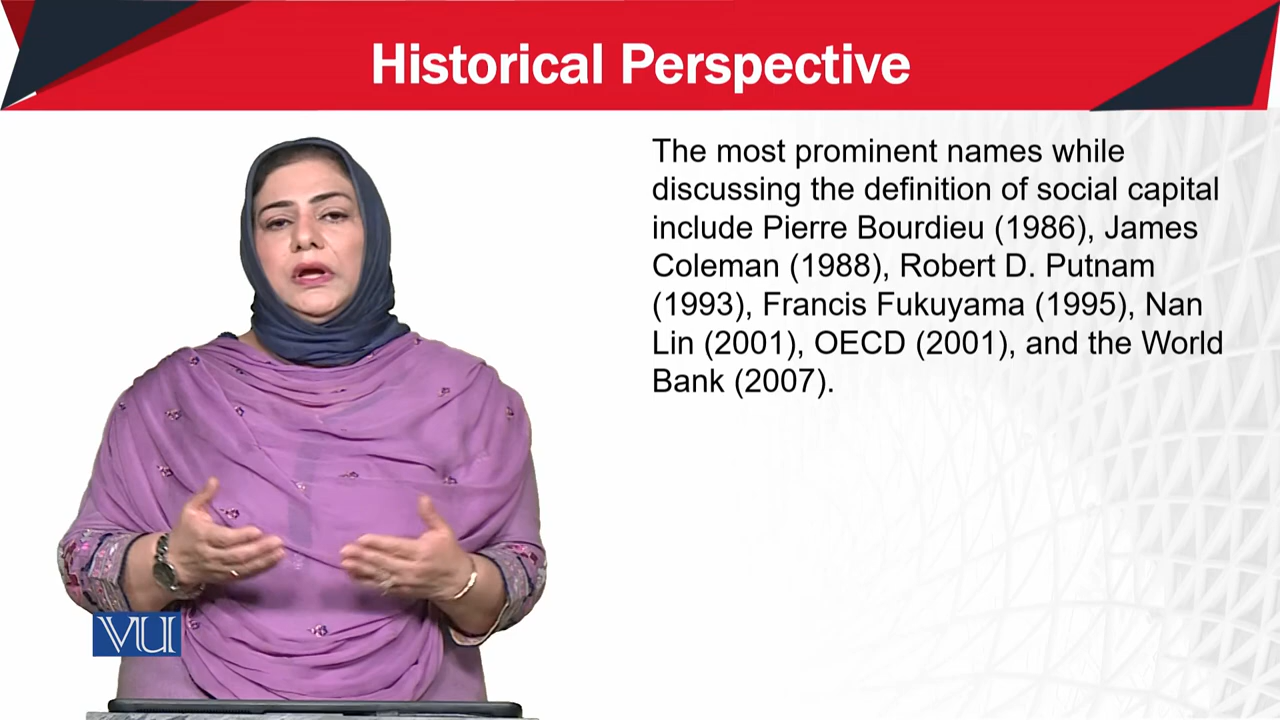 Historical Perspective
The most prominent names while
discussing the definition of social capital
include Pierre Bourdieu (1986), James
Coleman (1988), Robert D. Putnam
(1993), Francis Fukuyama (1995), Nan
Lin (2001), OECD (2001), and the World
Bank (2007).
VU